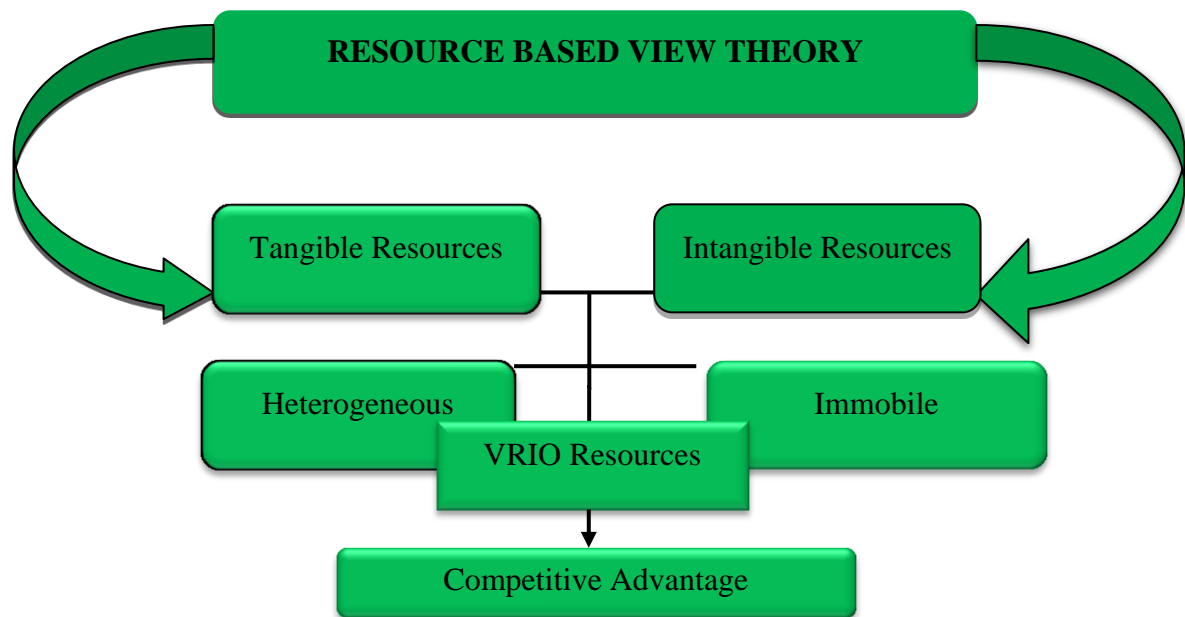 RESOURCE BASED VIEW THEORY
Tangible Resources
Intangible Resources
Heterogeneous
Immobile
VRIO Resources
Competitive Advantage